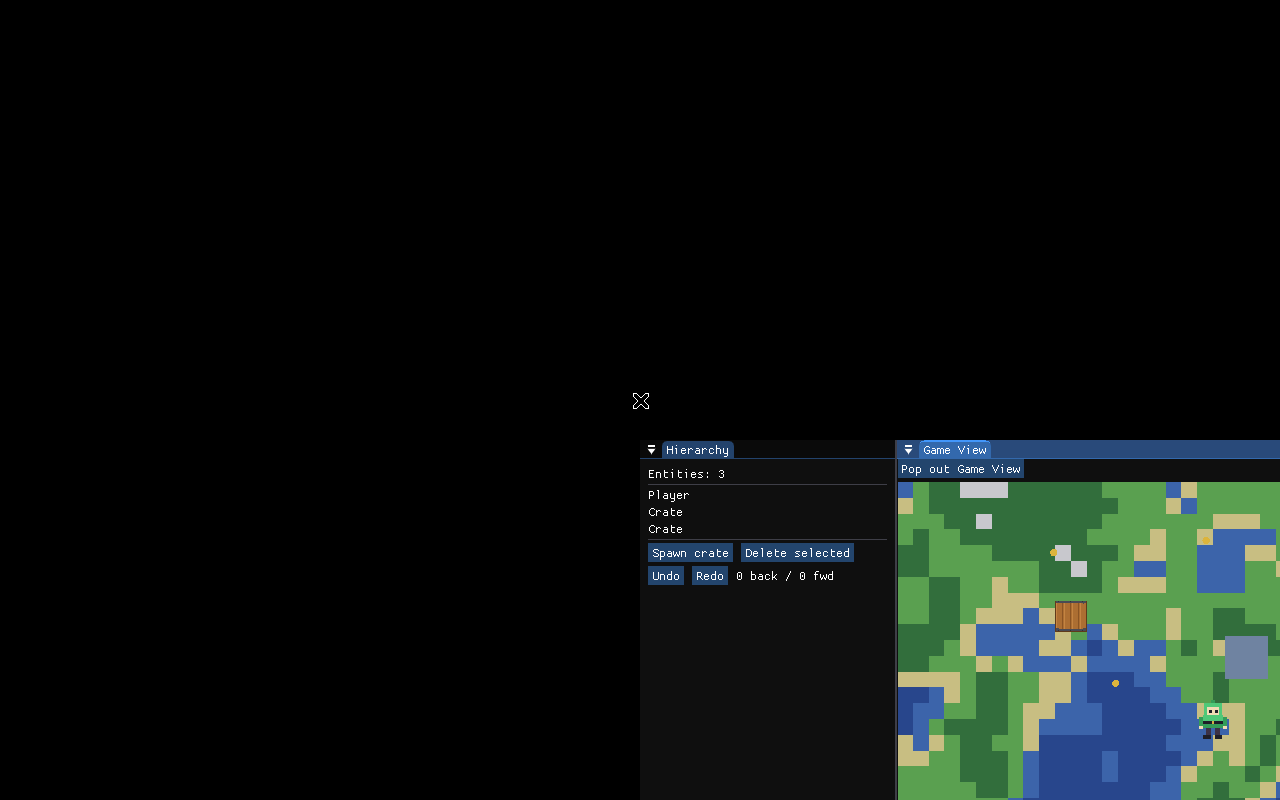 Hierarchy
Entities: 3
Player
Crate
Crate
Spawn crate Delete selected
Undo Redo 0 back / 0 fwd
Game View
Pop out Game View